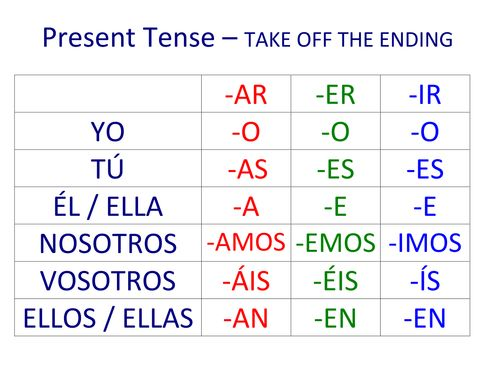 Present Tense – TAKE OFF THE ENDING
-AR -ER -IR
YO -O -O -O
TÚ -AS -ES -ES
ÉL / ELLA -A -E -E
NOSOTROS -AMOS -EMOS -IMOS
VOSOTROS -ÁIS -ÉIS -ÍS
ELLOS / ELLAS -AN -EN -EN